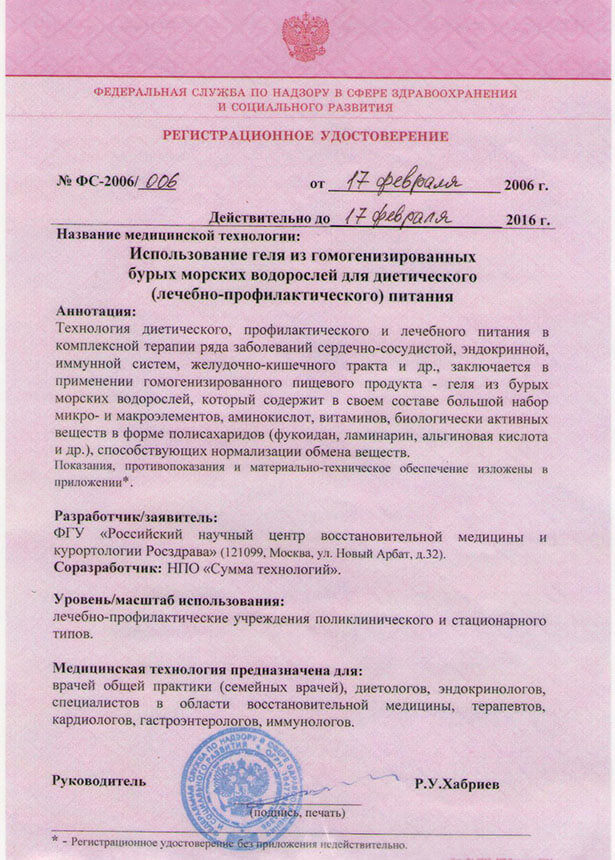 ФЕДЕРАЛЬНАЯ СЛУЖБА ПО НАДЗОРУ В СФЕРЕ ЗДРАВООХРАНЕНИЯ
И СОЦИАЛЬНОГО РАЗВИТИЯ
РЕГИСТРАЦИОННОЕ УДОСТОВЕРЕНИЕ
№ ФС-2006/ 006 от 17 февраля 2006 г.
Действительно до 17 февраля 2016 г.
Название медицинской технологии:
Использование геля из гомогенизированных
бурых морских водорослей для диетического
(лечебно-профилактического) питания
Аннотация:
Технология диетического, профилактического и лечебного питания в
комплексной терапии ряда заболеваний сердечно-сосудистой, эндокринной,
иммунной систем, желудочно-кишечного тракта и др., заключается в
применении гомогенизированного пищевого продукта - геля из бурых
морских водорослей, который содержит в своем составе большой набор
микро- и макроэлементов, аминокислот, витаминов, биологически активных
веществ в форме полисахаридов (фукоидан, ламинарин, альгиновая кислота
и др.), способствующих нормализации обмена веществ.
Показания, противопоказания и материально-техническое обеспечение изложены в
приложении*.
Разработчик/заявитель:
ФГУ «Российский научный центр восстановительной медицины и
курортологии Росздрава» (121099, Москва, ул. Новый Арбат, д.32).
Соразработчик: НПО «Сумма технологий».
Уровень/масштаб использования:
лечебно-профилактические учреждения поликлинического и стационарного
типов.
Медицинская технология предназначена для:
врачей общей практики (семейных врачей), диетологов, эндокринологов,
специалистов в области восстановительной медицины, терапевтов,
кардиологов, гастроэнтерологов, иммунологов.
Руководитель Р.У.Хабриев
(подпись, печать)
* - Регистрационное удостоверение без приложения недействительно.